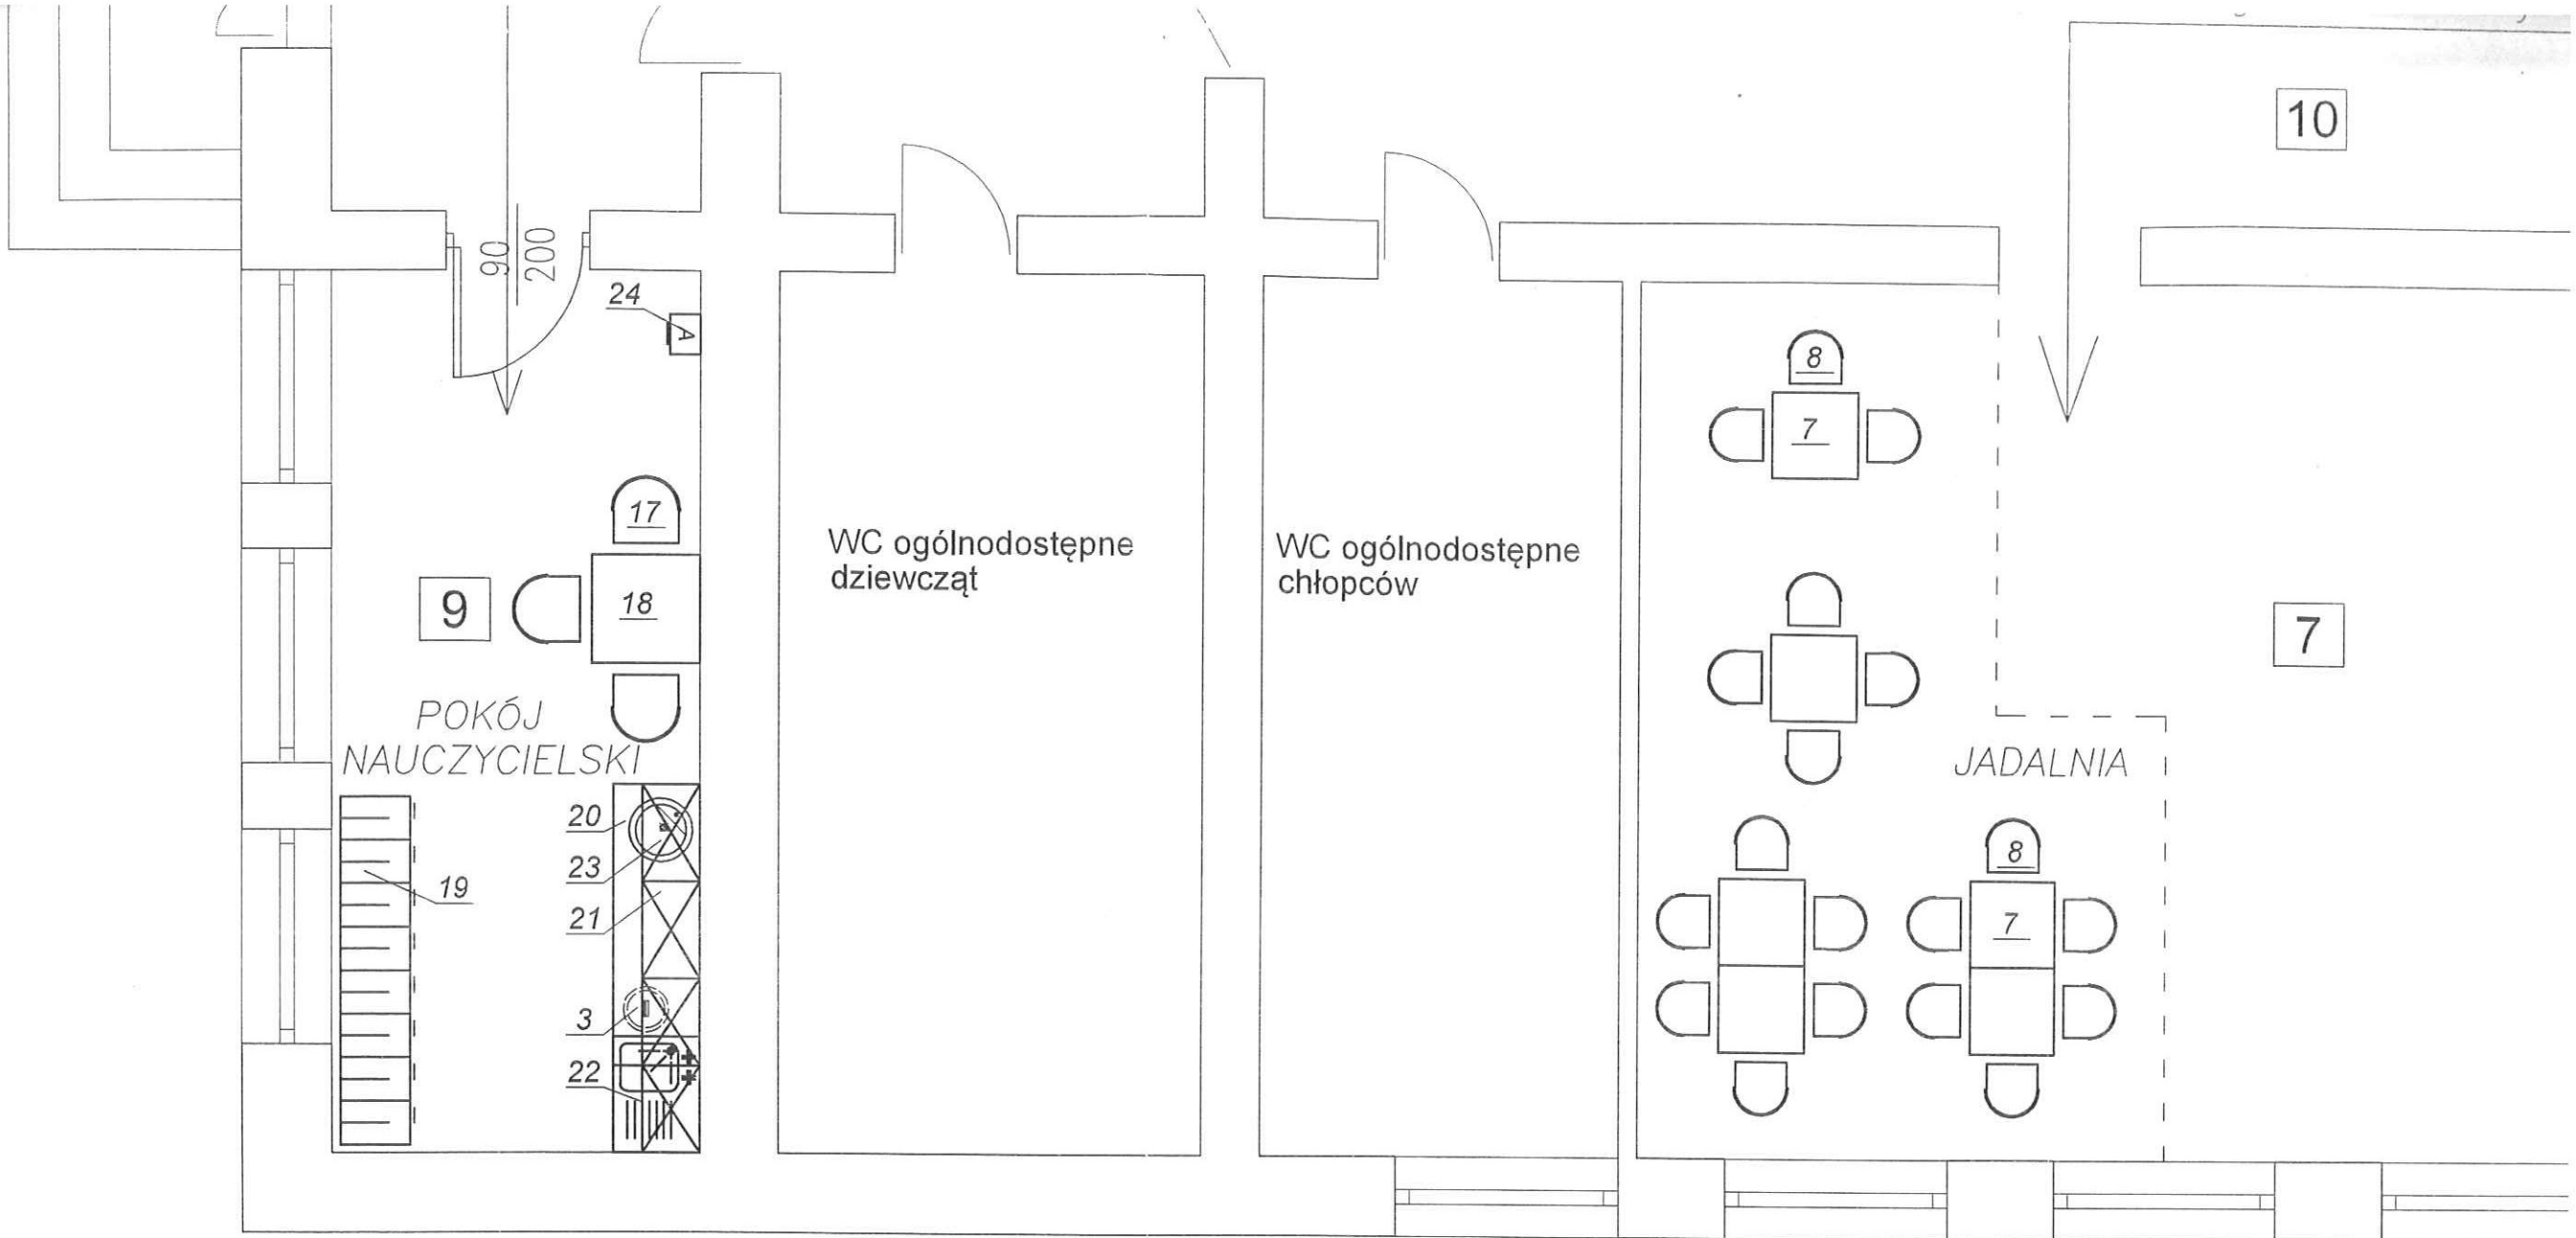 10
90
200
24
A
8
7
17
18
9
WC ogólnodostępne
dziewcząt
WC ogólnodostępne
chłopców
7
POKÓJ
NAUCZYCIELSKI
JADALNIA
20
23
19
21
3
22
8
7